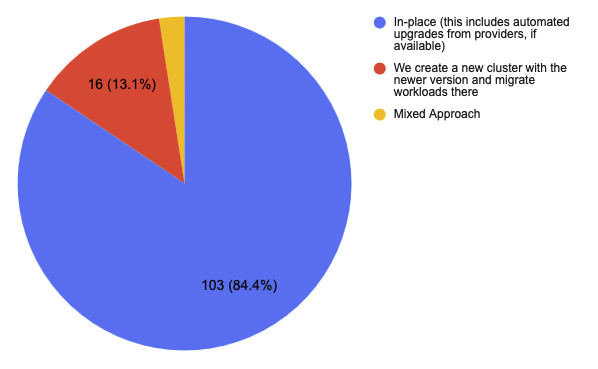 In-place (this includes automated
upgrades from providers, if
available)
We create a new cluster with the
newer version and migrate
workloads there
Mixed Approach
16 (13.1%)
103 (84.4%)